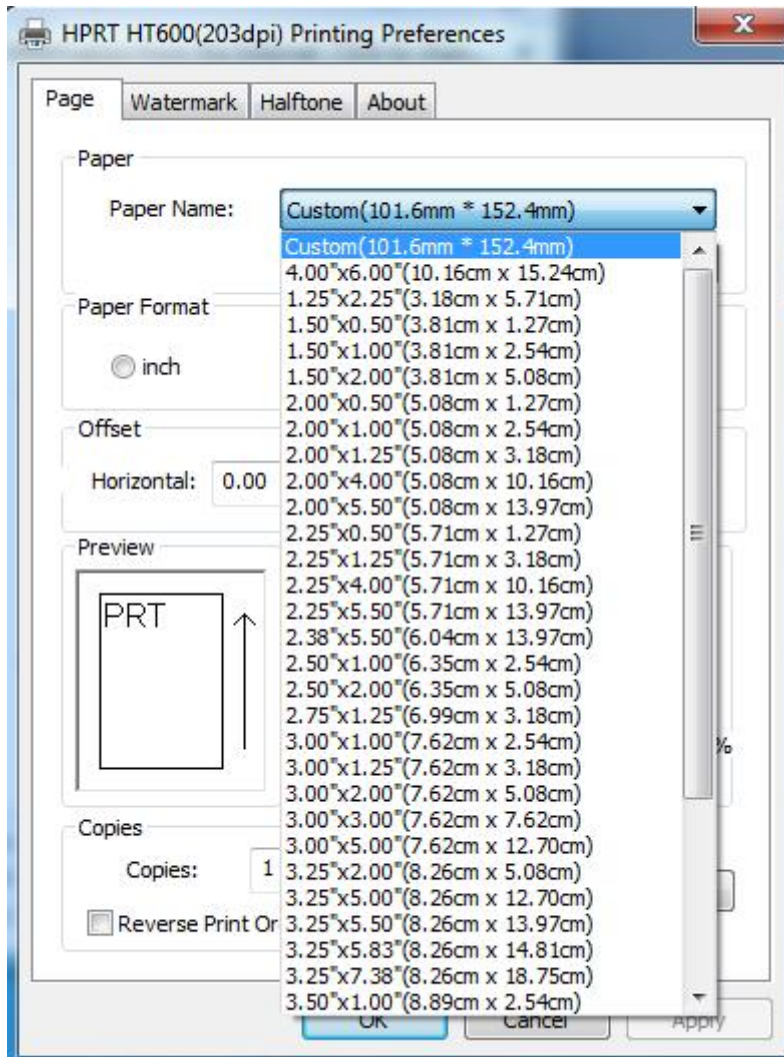 HPRT HT600(203dpi) Printing Preferences
Page Watermark Halftone About
Paper
Paper Name: Custom(101.6mm * 152.4mm)
Custom(101.6mm * 152.4mm)
4.00"x6.00"(10.16cm x 15.24cm)
1.25"x2.25"(3.18cm x 5.71cm)
Paper Format
1.50"x0.50"(3.81cm x 1.27cm)
1.50"x1.00"(3.81cm x 2.54cm)
inch
1.50"x2.00"(3.81cm x 5.08cm)
2.00"x0.50"(5.08cm x 1.27cm)
Offset
2.00"x1.00"(5.08cm x 2.54cm)
2.00"x1.25"(5.08cm x 3.18cm)
Horizontal: 0.00
2.00"x4.00"(5.08cm x 10.16cm)
2.00"x5.50"(5.08cm x 13.97cm)
2.25"x0.50"(5.71cm x 1.27cm)
Preview
2.25"x1.25"(5.71cm x 3.18cm)
2.25"x4.00"(5.71cm x 10.16cm)
PRT
2.25"x5.50"(5.71cm x 13.97cm)
2.38"x5.50"(6.04cm x 13.97cm)
2.50"x1.00"(6.35cm x 2.54cm)
2.50"x2.00"(6.35cm x 5.08cm)
2.75"x1.25"(6.99cm x 3.18cm)
3.00"x1.00"(7.62cm x 2.54cm)
%
3.00"x1.25"(7.62cm x 3.18cm)
3.00"x2.00"(7.62cm x 5.08cm)
3.00"x3.00"(7.62cm x 7.62cm)
Copies
3.00"x5.00"(7.62cm x 12.70cm)
Copies: 1
3.25"x2.00"(8.26cm x 5.08cm)
3.25"x5.00"(8.26cm x 12.70cm)
Reverse Print Or
3.25"x5.50"(8.26cm x 13.97cm)
3.25"x5.83"(8.26cm x 14.81cm)
3.25"x7.38"(8.26cm x 18.75cm)
3.50"x1.00"(8.89cm x 2.54cm)
OK Cancel Apply